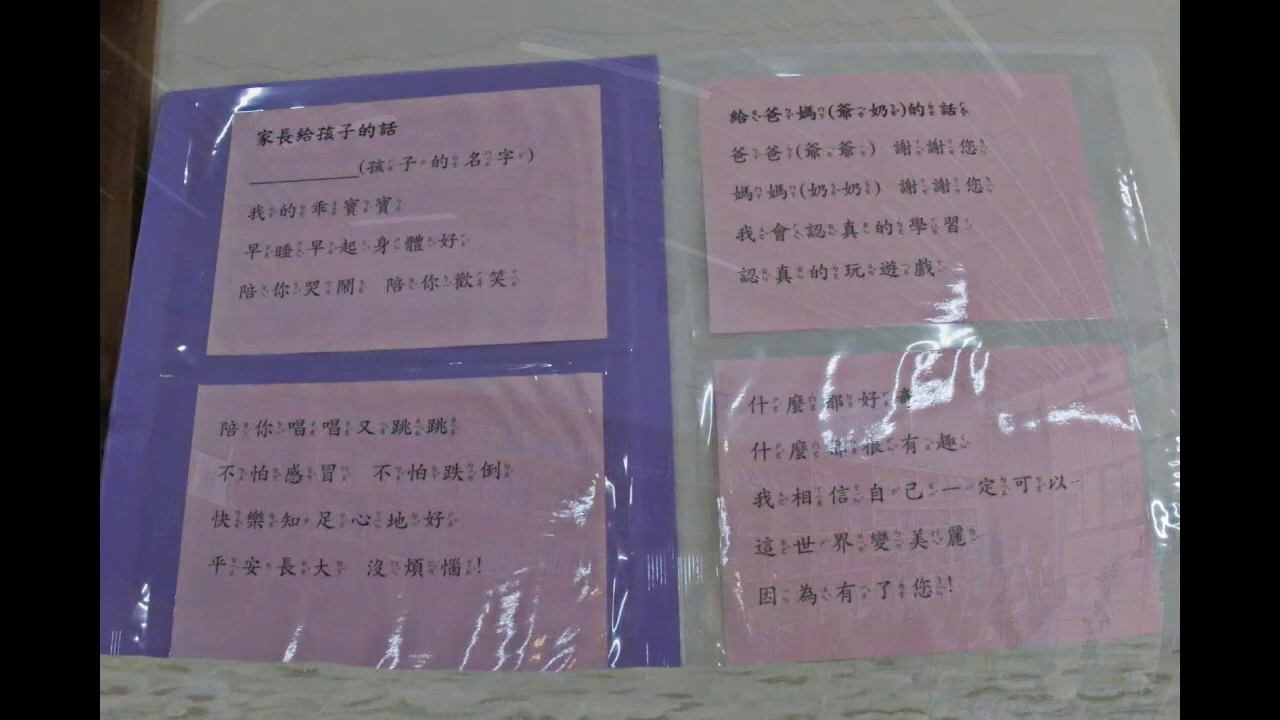 家長給孩子的話
___________(孩子的名字)
我的乖寶寶
早睡早起身體好
陪你哭鬧 陪你歡笑
陪你唱唱又跳跳
不怕感冒 不怕跌倒
快樂知足心地好
平安長大 沒煩惱!
給爸媽(爺奶)的話
爸爸(爺爺) 謝謝您
媽媽(奶奶) 謝謝您
我會認真的學習
認真的玩遊戲
什麼都好
什麼都很有趣
我相信自己一定可以
這世界變美麗
因為有了您!